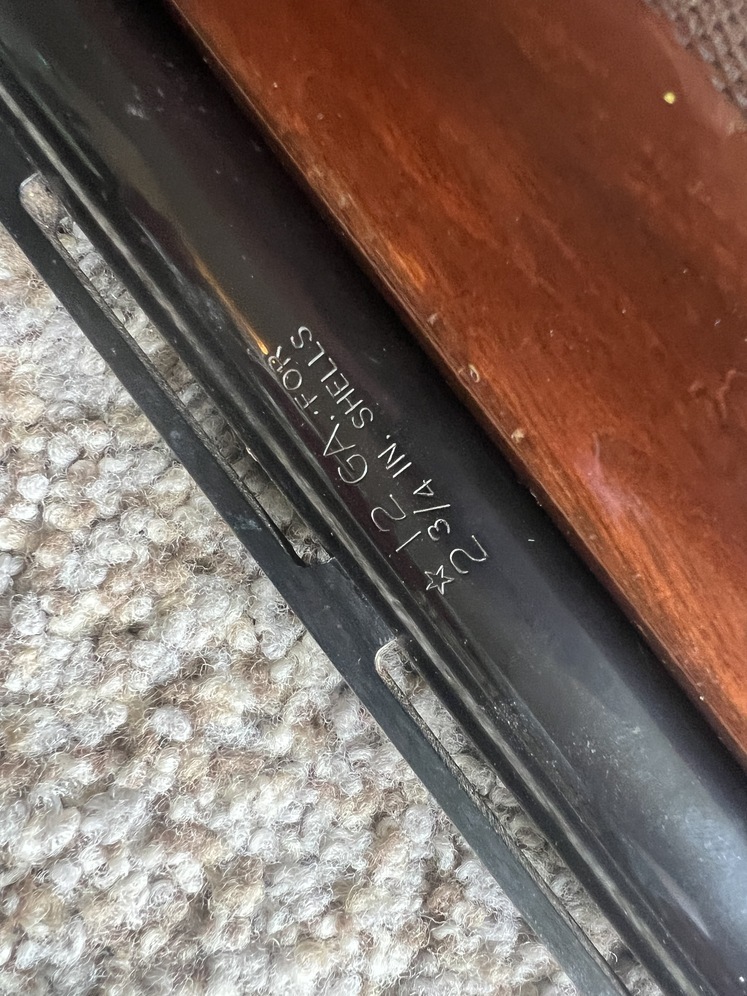 ☆12 GA. FOR
2 3/4 IN. SHELLS